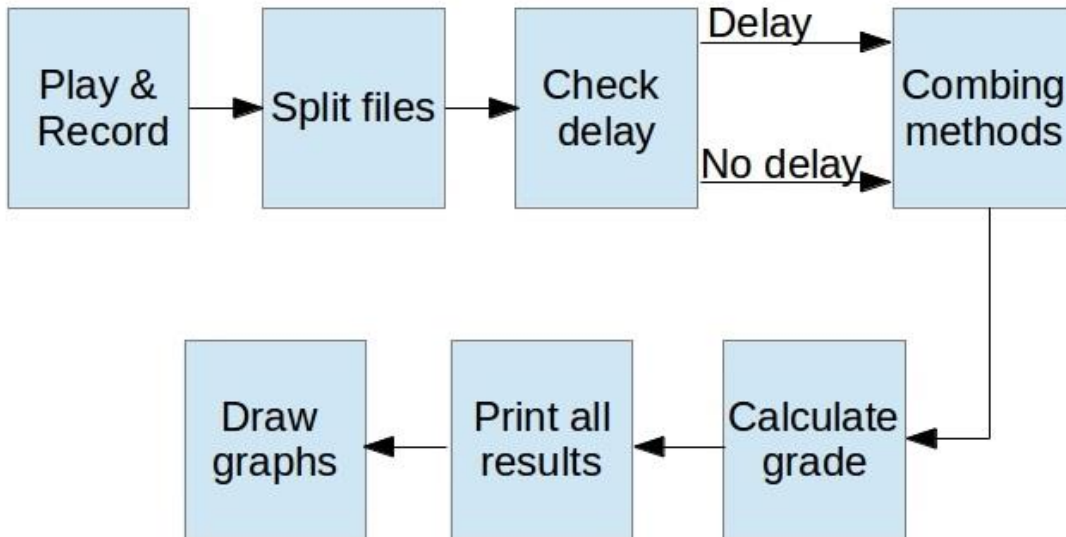 Play &
Record
Split files
Check
delay
Delay
No delay
Combing
methods
Calculate
grade
Print all
results
Draw
graphs